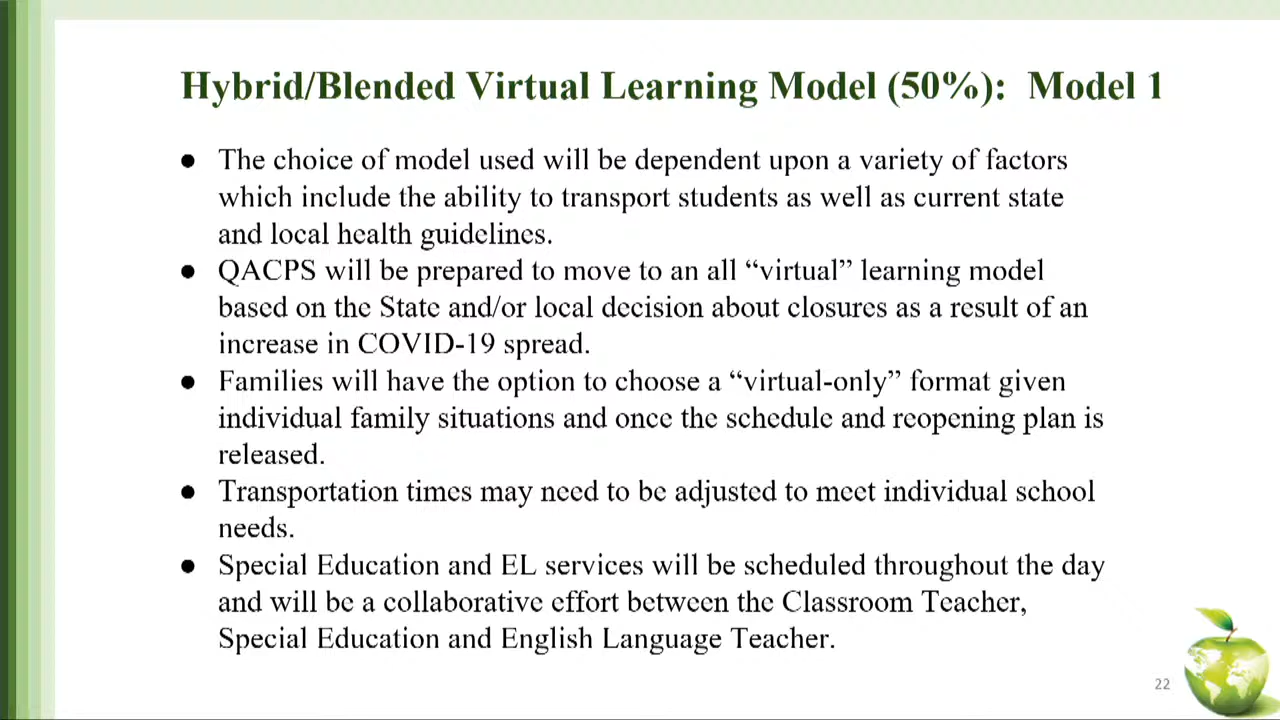 Hybrid/Blended Virtual Learning Model (50%): Model 1
● The choice of model used will be dependent upon a variety of factors
which include the ability to transport students as well as current state
and local health guidelines.
● QACPS will be prepared to move to an all “virtual” learning model
based on the State and/or local decision about closures as a result of an
increase in COVID-19 spread.
● Families will have the option to choose a “virtual-only” format given
individual family situations and once the schedule and reopening plan is
released.
● Transportation times may need to be adjusted to meet individual school
needs.
● Special Education and EL services will be scheduled throughout the day
and will be a collaborative effort between the Classroom Teacher,
Special Education and English Language Teacher.
22